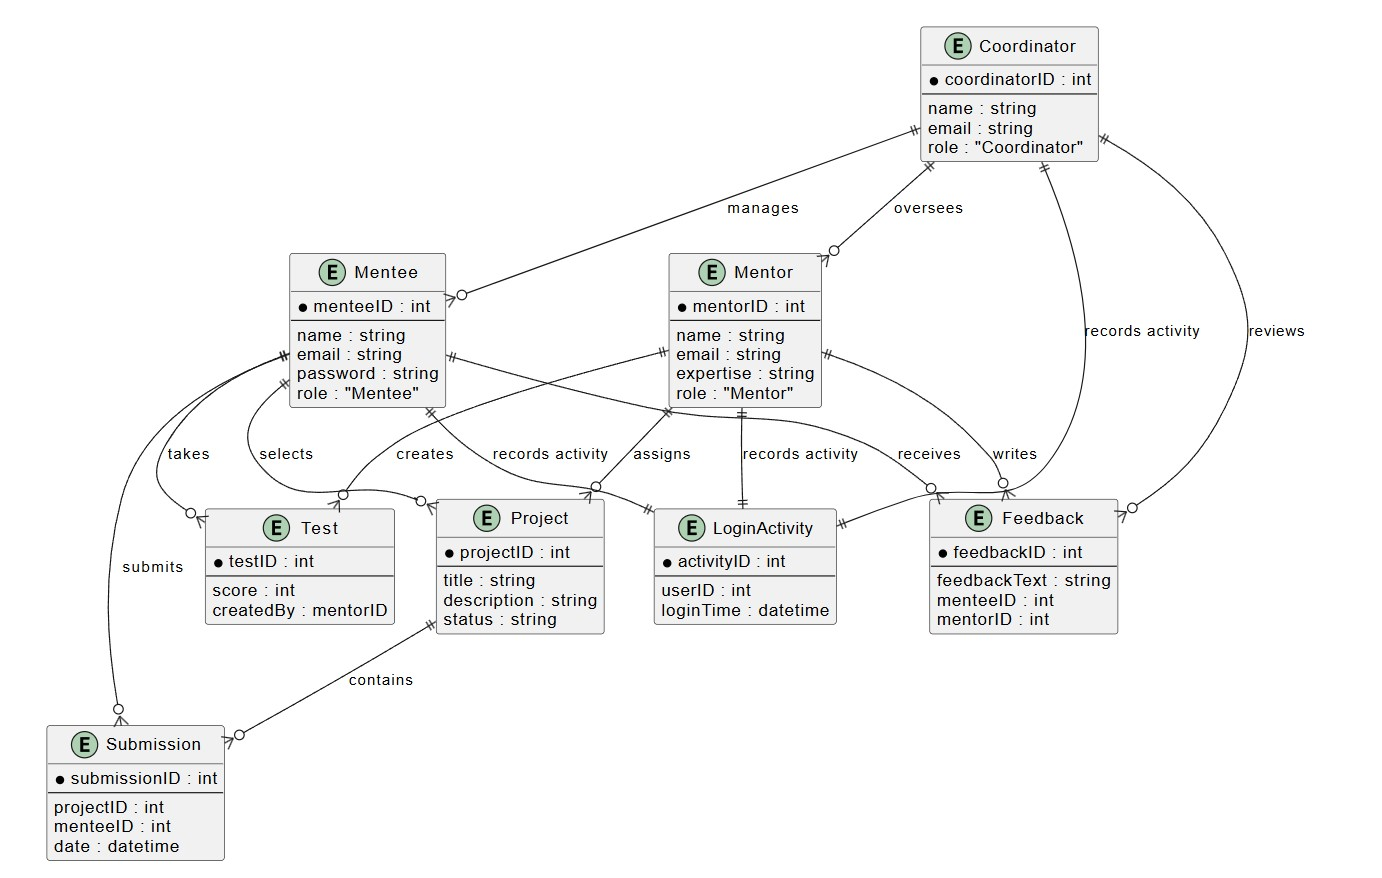 E Coordinator
coordinatorID : int
name : string
email : string
role : "Coordinator"
manages
oversees
records activity
reviews
E Mentee
menteeID : int
name : string
email : string
password : string
role : "Mentee"
E Mentor
mentorID : int
name : string
email : string
expertise : string
role : "Mentor"
takes
selects
creates
records activity
assigns
records activity
receives
writes
submits
E Test
testID : int
score : int
createdBy : mentorID
E Project
projectID : int
title : string
description : string
status : string
E LoginActivity
activityID : int
userID : int
loginTime : datetime
E Feedback
feedbackID : int
feedbackText : string
menteeID : int
mentorID : int
contains
E Submission
submissionID : int
projectID : int
menteeID : int
date : datetime